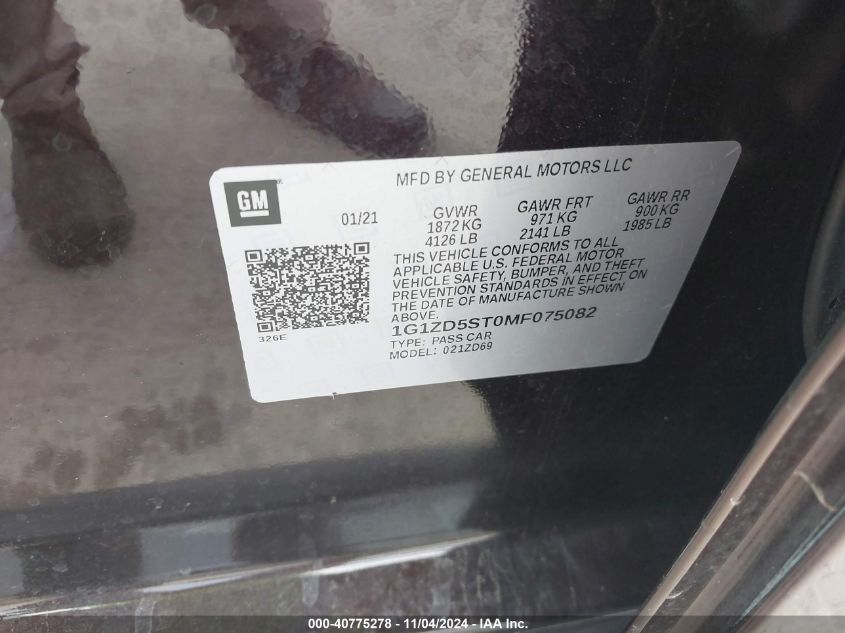 MFD BY GENERAL MOTORS LLC
GM
01/21
GVWR
1872 KG
4126 LB
GAWR FRT
971 KG
2141 LB
GAWR RR
900 KG
1985 LB
THIS VEHICLE CONFORMS TO ALL
APPLICABLE U.S. FEDERAL MOTOR
VEHICLE SAFETY, BUMPER, AND THEFT
PREVENTION STANDARDS IN EFFECT ON
THE DATE OF MANUFACTURE SHOWN
ABOVE.
1G1ZD5ST0MF075082
TYPE: PASS CAR
MODEL: 021ZD69
326E
000-40775278 - 11/04/2024 - IAA Inc.